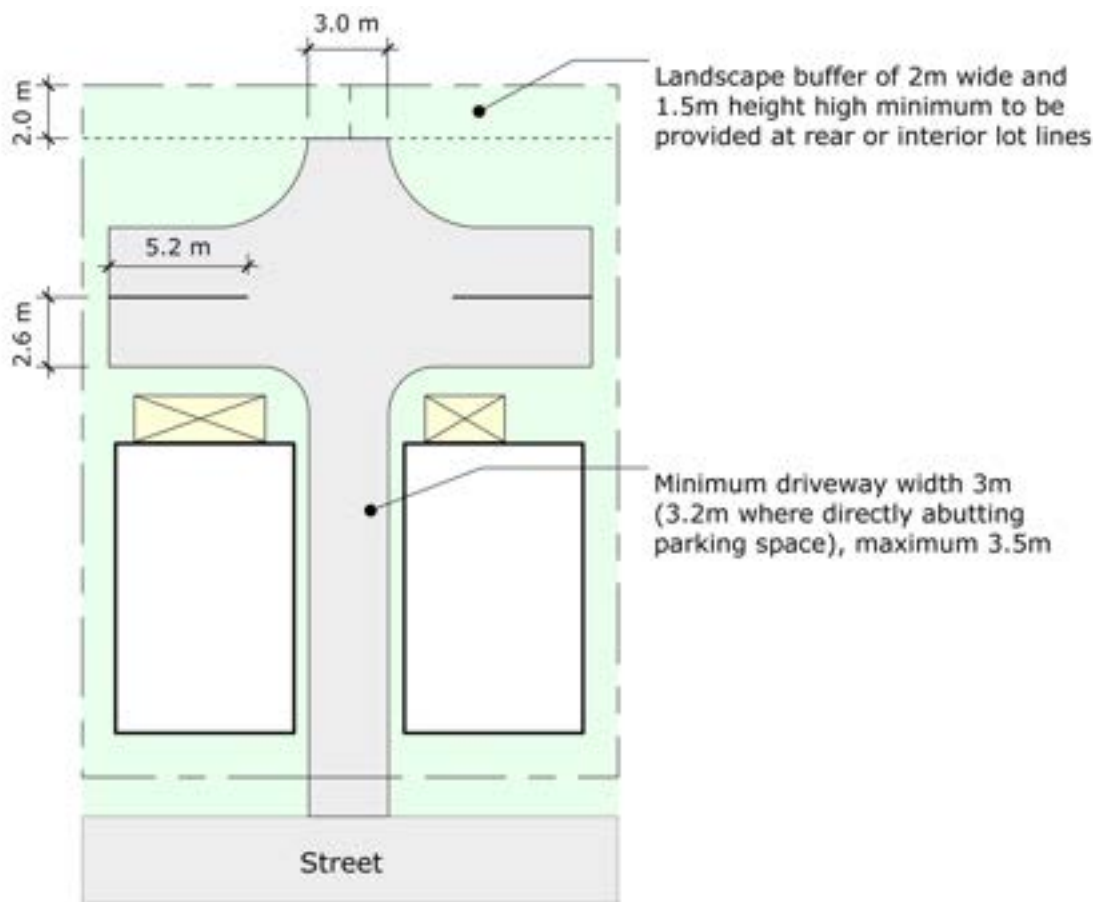 3.0 m
2.0 m
Landscape buffer of 2m wide and
1.5m height high minimum to be
provided at rear or interior lot lines
5.2 m
2.6 m
Minimum driveway width 3m
(3.2m where directly abutting
parking space), maximum 3.5m
Street